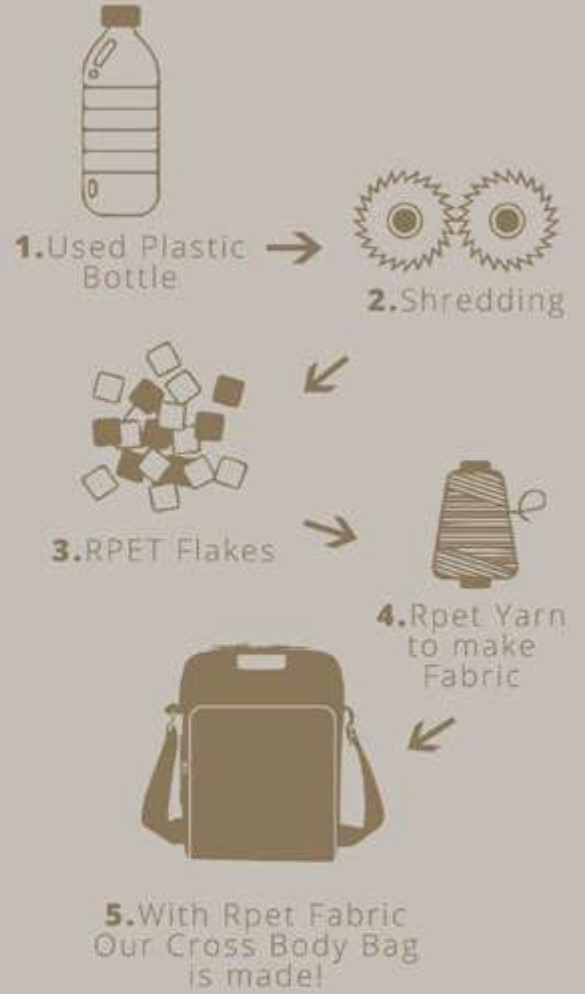 1.Used Plastic
Bottle
2.Shredding
3.RPET Flakes
4.Rpet Yarn
to make
Fabric
5.With Rpet Fabric
Our Cross Body Bag
is made!